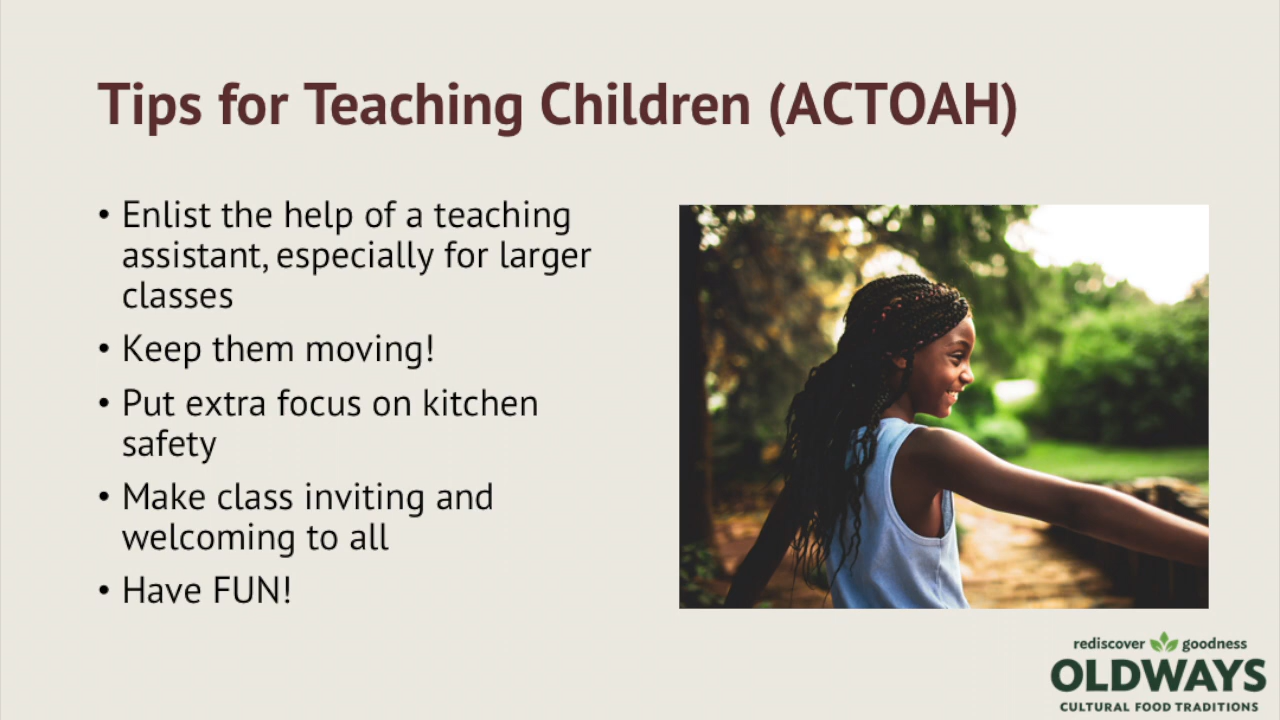 Tips for Teaching Children (ACTOAH)
• Enlist the help of a teaching
assistant, especially for larger
classes
• Keep them moving!
• Put extra focus on kitchen
safety
• Make class inviting and
welcoming to all
• Have FUN!
rediscover goodness
OLDWAYS
CULTURAL FOOD TRADITIONS